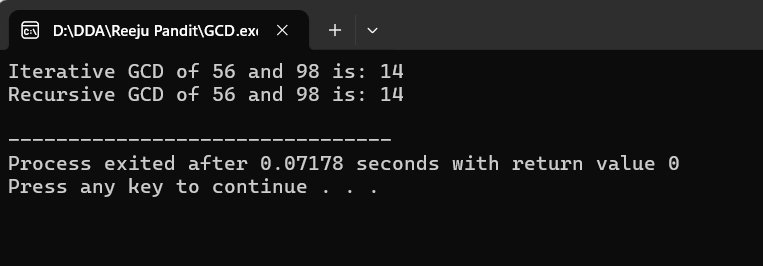 D:\DDA\Reeju Pandit\GCD.ex
Iterative GCD of 56 and 98 is: 14
Recursive GCD of 56 and 98 is: 14
--------------------------------
Process exited after 0.07178 seconds with return value 0
Press any key to continue . . .